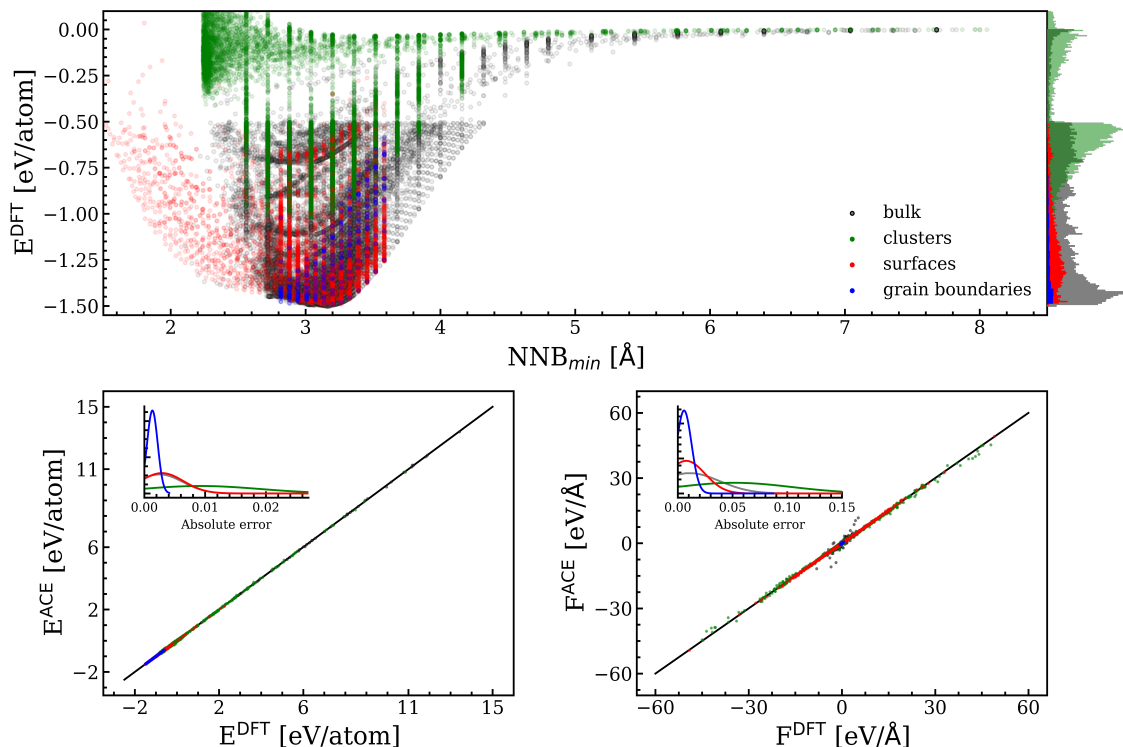 0.00
−0.25
−0.50
−0.75
−1.00
−1.25
−1.50
E^DFT [eV/atom]
bulk
clusters
surfaces
grain boundaries
2 3 4 5 6 7 8
NNB_min [Å]
15
11
6
2
−2
E^ACE [eV/atom]
0.00 0.01 0.02
Absolute error
−2 2 6 11 15
E^DFT [eV/atom]
60
30
0
−30
−60
F^ACE [eV/Å]
0.00 0.05 0.10 0.15
Absolute error
−60 −30 0 30 60
F^DFT [eV/Å]